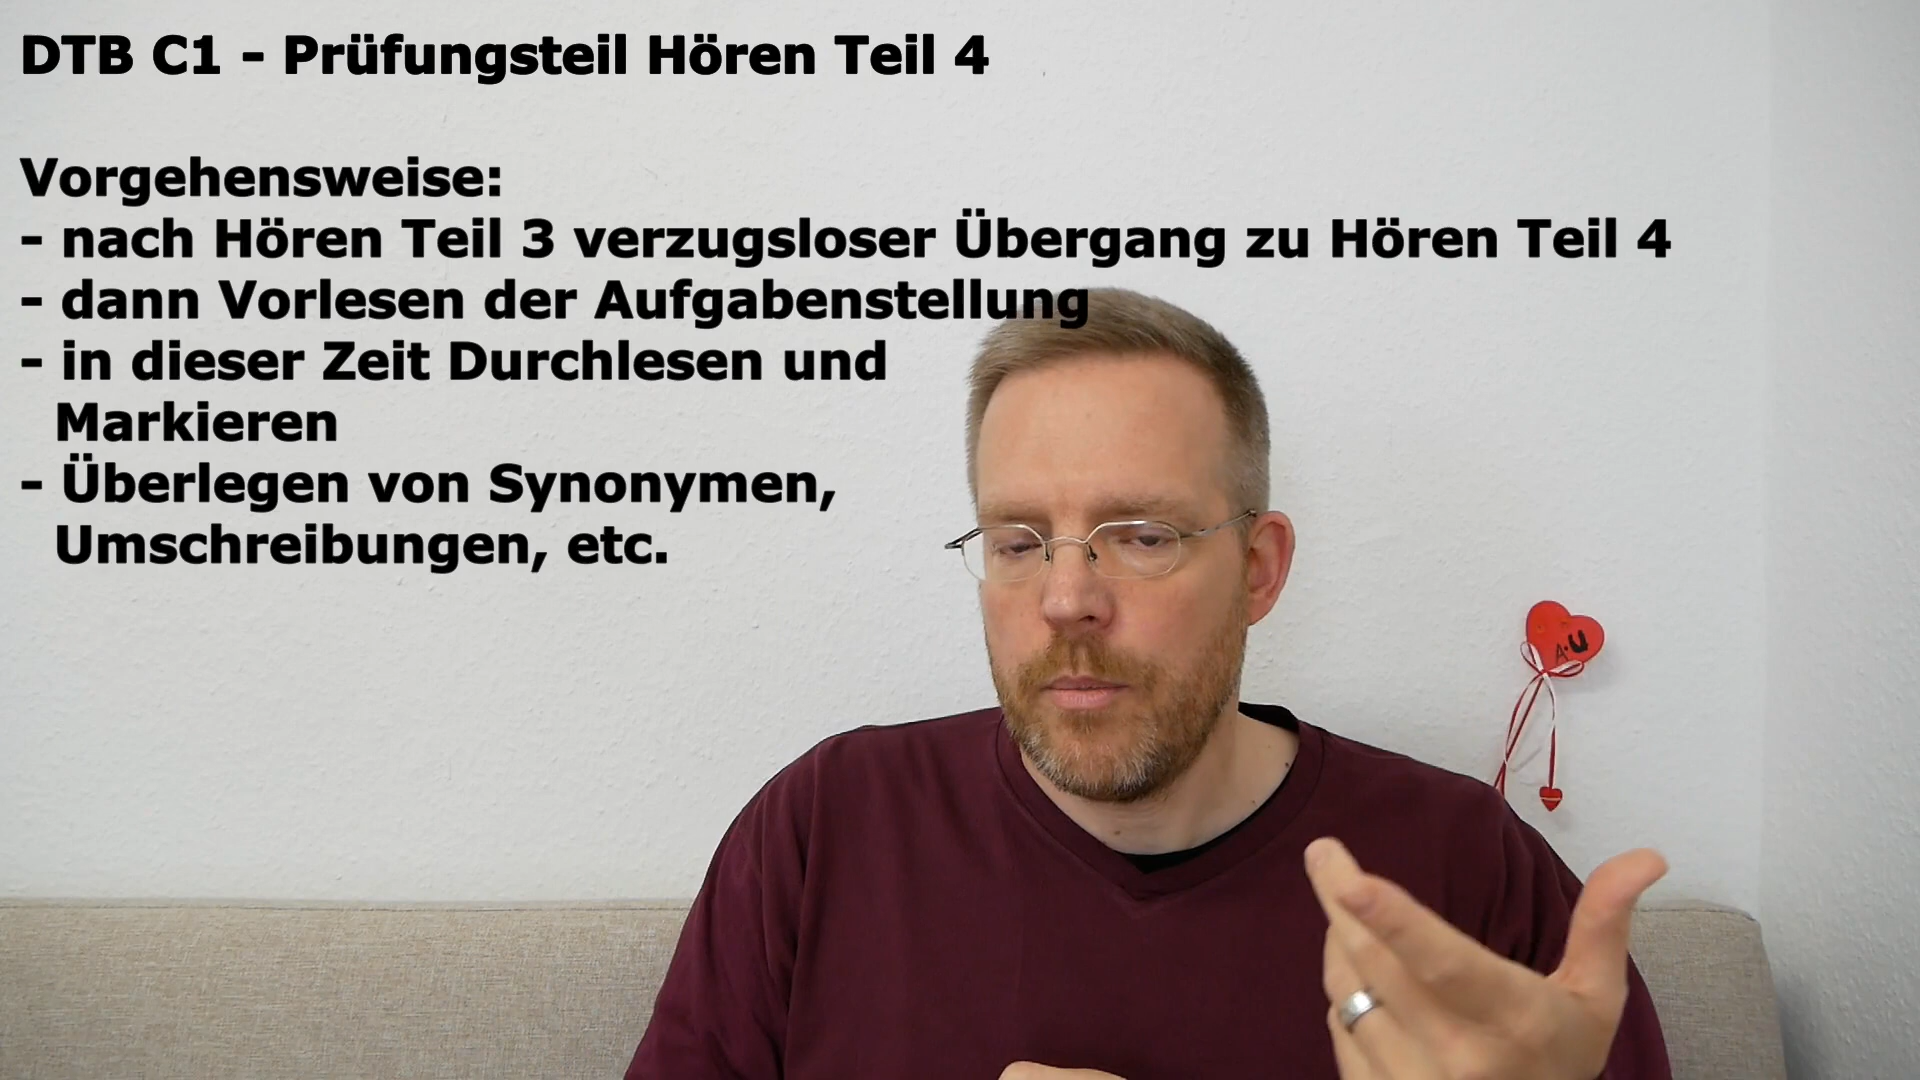 DTB C1 - Prüfungsteil Hören Teil 4
Vorgehensweise:
- nach Hören Teil 3 verzugsloser Übergang zu Hören Teil 4
- dann Vorlesen der Aufgabenstellung
- in dieser Zeit Durchlesen und
Markieren
- Überlegen von Synonymen,
Umschreibungen, etc.
A.U